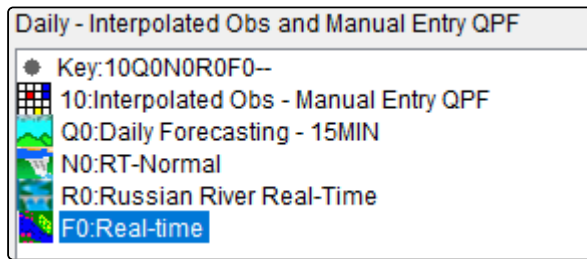 Daily - Interpolated Obs and Manual Entry QPF
Key:10Q0N0R0F0--
10:Interpolated Obs - Manual Entry QPF
Q0:Daily Forecasting - 15MIN
N0:RT-Normal
R0:Russian River Real-Time
F0:Real-time